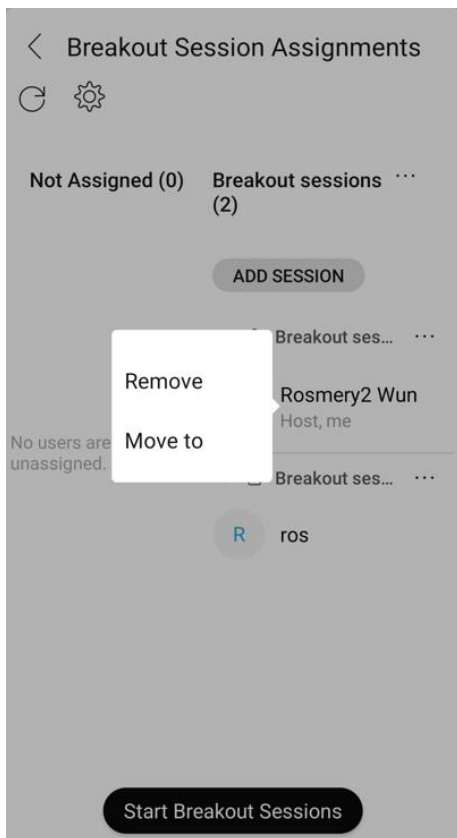 Breakout Session Assignments
Not Assigned (0)
Breakout sessions ...
(2)
ADD SESSION
Breakout ses... ...
Remove
Rosmery2 Wun
Host, me
Move to
No users are
unassigned.
Breakout ses... ...
R ros
Start Breakout Sessions